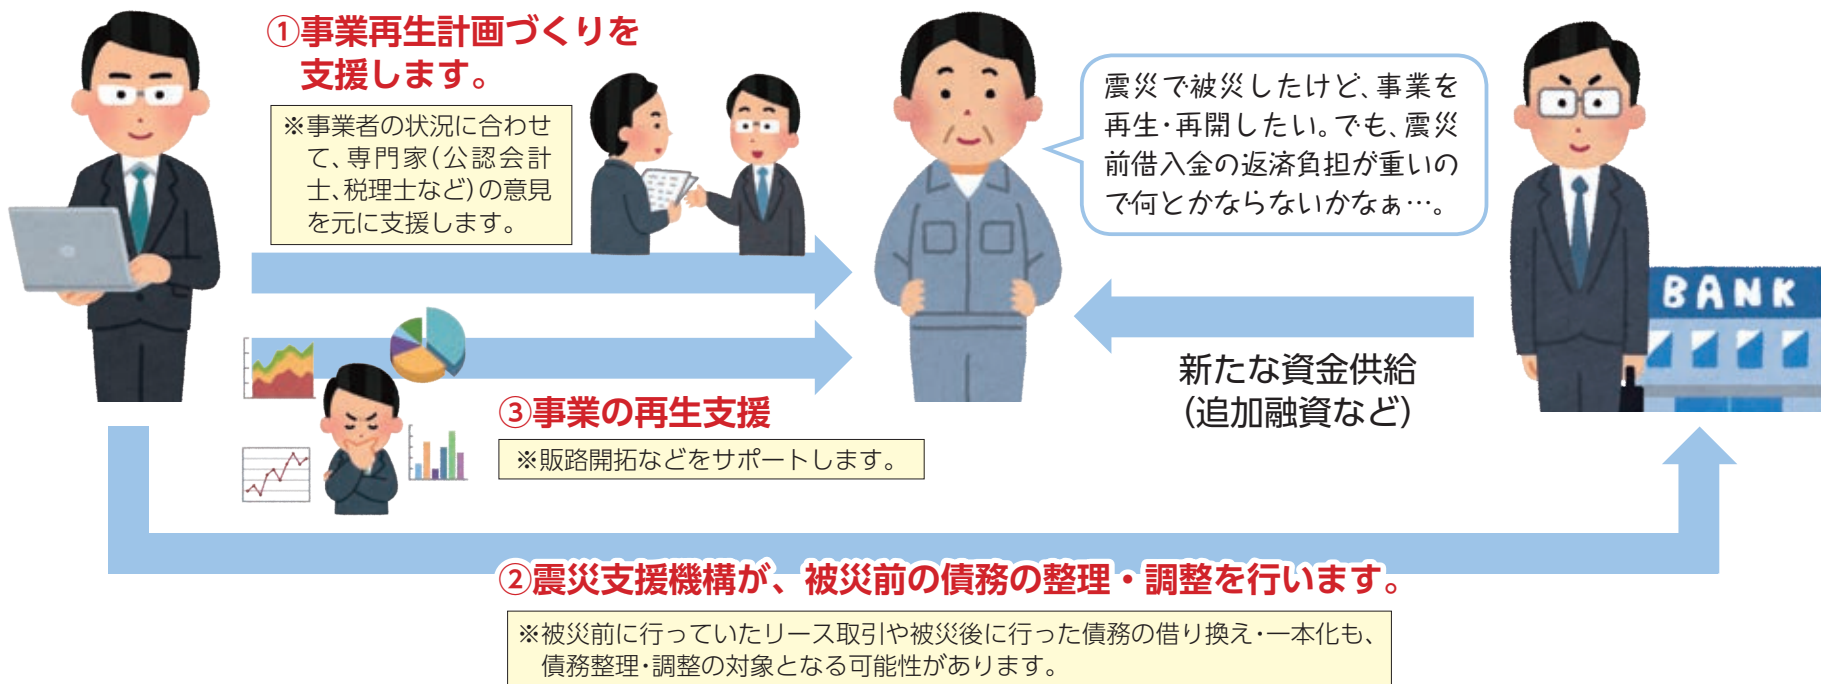 ①事業再生計画づくりを
支援します。
※事業者の状況に合わせ
て、専門家(公認会計
士、税理士など)の意見
を元に支援します。
震災で被災したけど、事業を
再生・再開したい。でも、震災
前借入金の返済負担が重いの
で何とかならないかなぁ…。
BANK
新たな資金供給
(追加融資など)
③事業の再生支援
※販路開拓などをサポートします。
②震災支援機構が、被災前の債務の整理・調整を行います。
※被災前に行っていたリース取引や被災後に行った債務の借り換え・一本化も、
債務整理・調整の対象となる可能性があります。